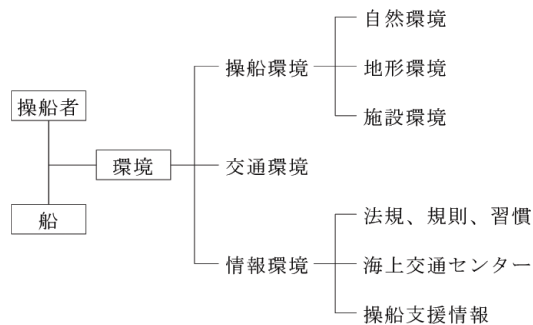 操船者
船
環境
操船環境
自然環境
地形環境
施設環境
交通環境
情報環境
法規、規則、習慣
海上交通センター
操船支援情報